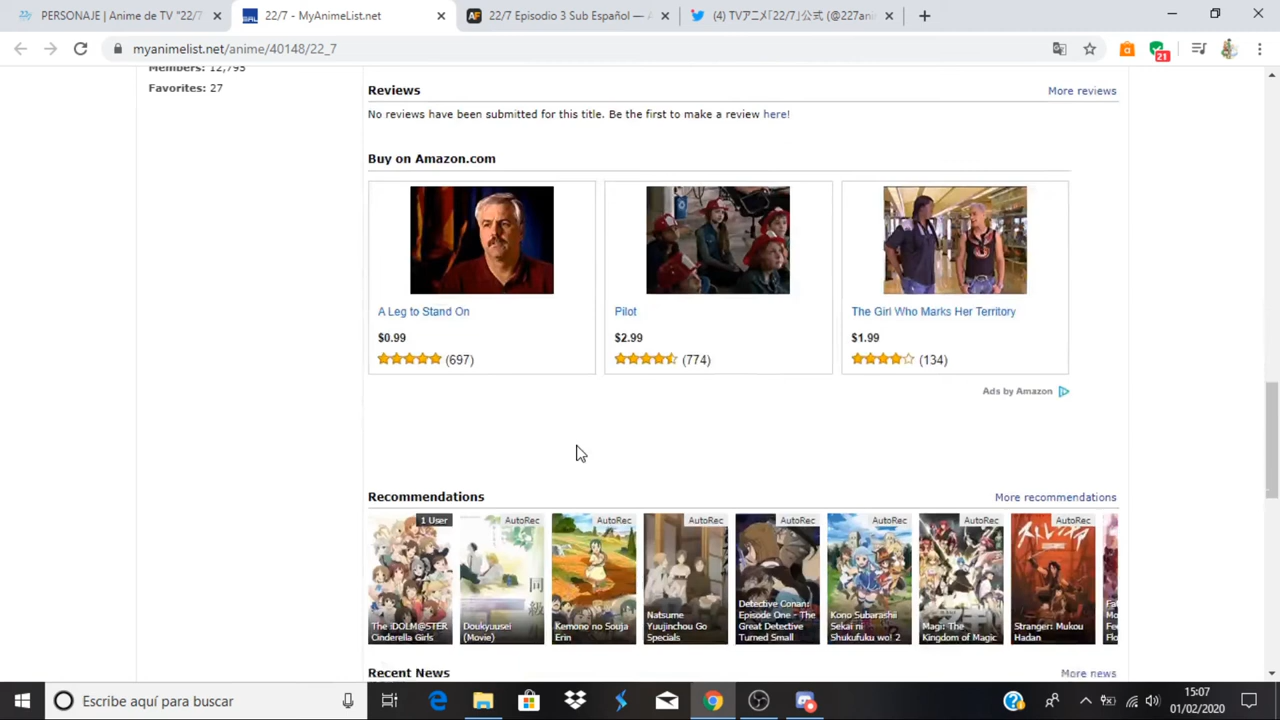 PERSONAJE | Anime de TV "22/7
22/7 - MyAnimeList.net
22/7 Episodio 3 Sub Español — A
(4) TVアニメ「22/7」公式 (@227anim
myanimelist.net/anime/40148/22_7
21
Members: 12,795
Favorites: 27
Reviews
More reviews
No reviews have been submitted for this title. Be the first to make a review here!
Buy on Amazon.com
A Leg to Stand On
$0.99
(697)
Pilot
$2.99
(774)
The Girl Who Marks Her Territory
$1.99
(134)
Ads by Amazon
Recommendations
More recommendations
1 User
The iDOLM@STER
Cinderella Girls
AutoRec
Doukyuusei
(Movie)
AutoRec
Kemono no Souja
Erin
AutoRec
Natsume
Yuujinchou Go
Specials
AutoRec
Detective Conan:
Episode One - The
Great Detective
Turned Small
AutoRec
Kono Subarashii
Sekai ni
Shukufuku wo! 2
AutoRec
Magi: The
Kingdom of Magic
AutoRec
Stranger: Mukou
Hadan
Recent News
More news
Escribe aquí para buscar
15:07
01/02/2020